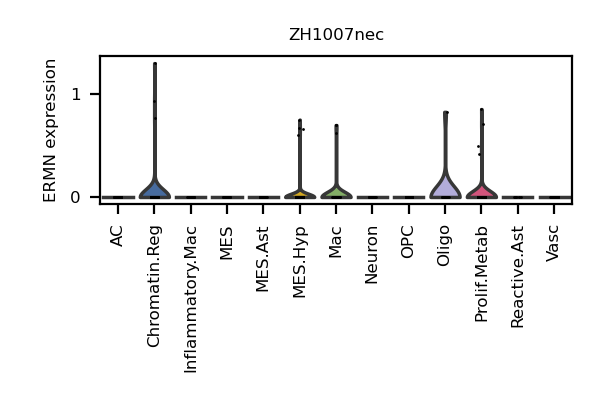 ZH1007nec
ERMN expression
1
0
AC
Chromatin.Reg
Inflammatory.Mac
MES
MES.Ast
MES.Hyp
Mac
Neuron
OPC
Oligo
Prolif.Metab
Reactive.Ast
Vasc